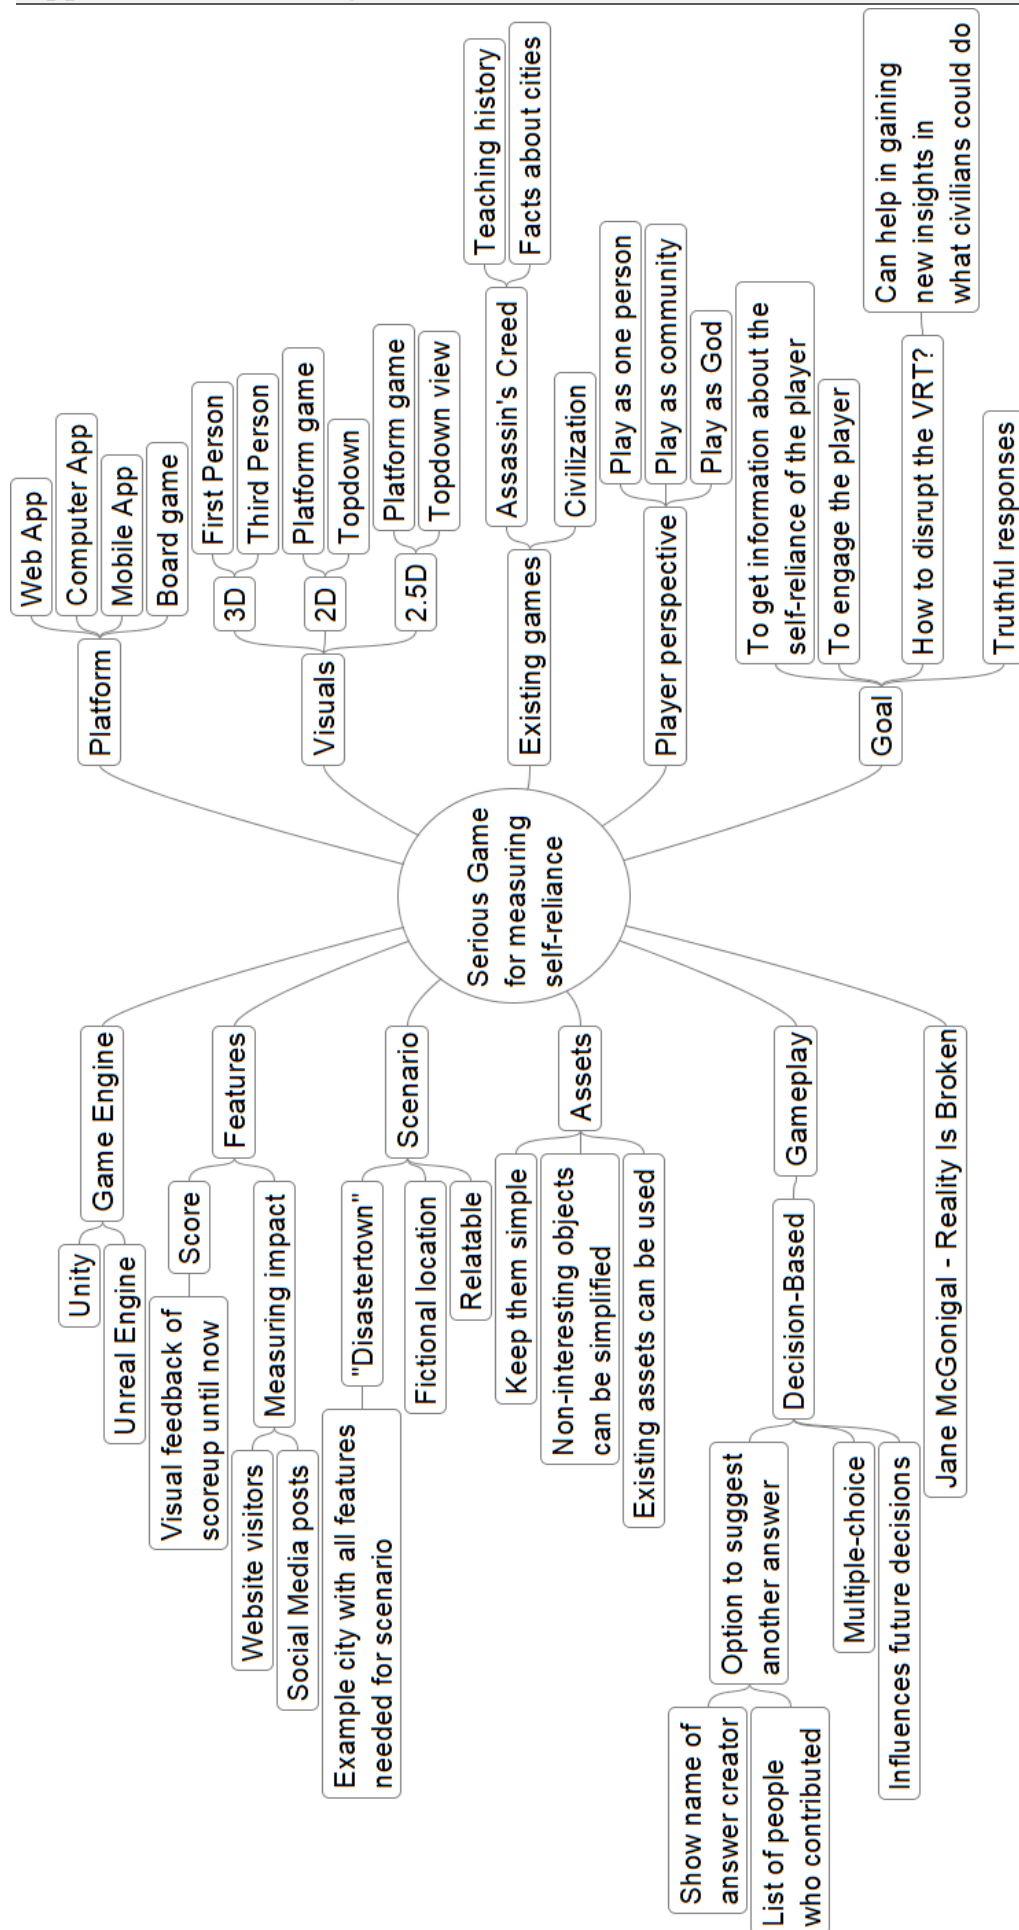 Serious Game
for measuring
self-reliance
Platform
Web App
Computer App
Mobile App
Board game
Visuals
3D
First Person
Third Person
2D
Platform game
Topdown
2.5D
Platform game
Topdown view
Existing games
Assassin's Creed
Teaching history
Facts about cities
Civilization
Player perspective
Play as one person
Play as community
Play as God
Goal
To get information about the
self-reliance of the player
To engage the player
How to disrupt the VRT?
Can help in gaining
new insights in
what civilians could do
Truthful responses
Game Engine
Unity
Unreal Engine
Features
Score
Visual feedback of
scoreup until now
Measuring impact
Website visitors
Social Media posts
Scenario
"Disastertown"
Example city with all features
needed for scenario
Fictional location
Relatable
Assets
Keep them simple
Non-interesting objects
can be simplified
Existing assets can be used
Gameplay
Decision-Based
Option to suggest
another answer
Show name of
answer creator
List of people
who contributed
Multiple-choice
Influences future decisions
Jane McGonigal - Reality Is Broken